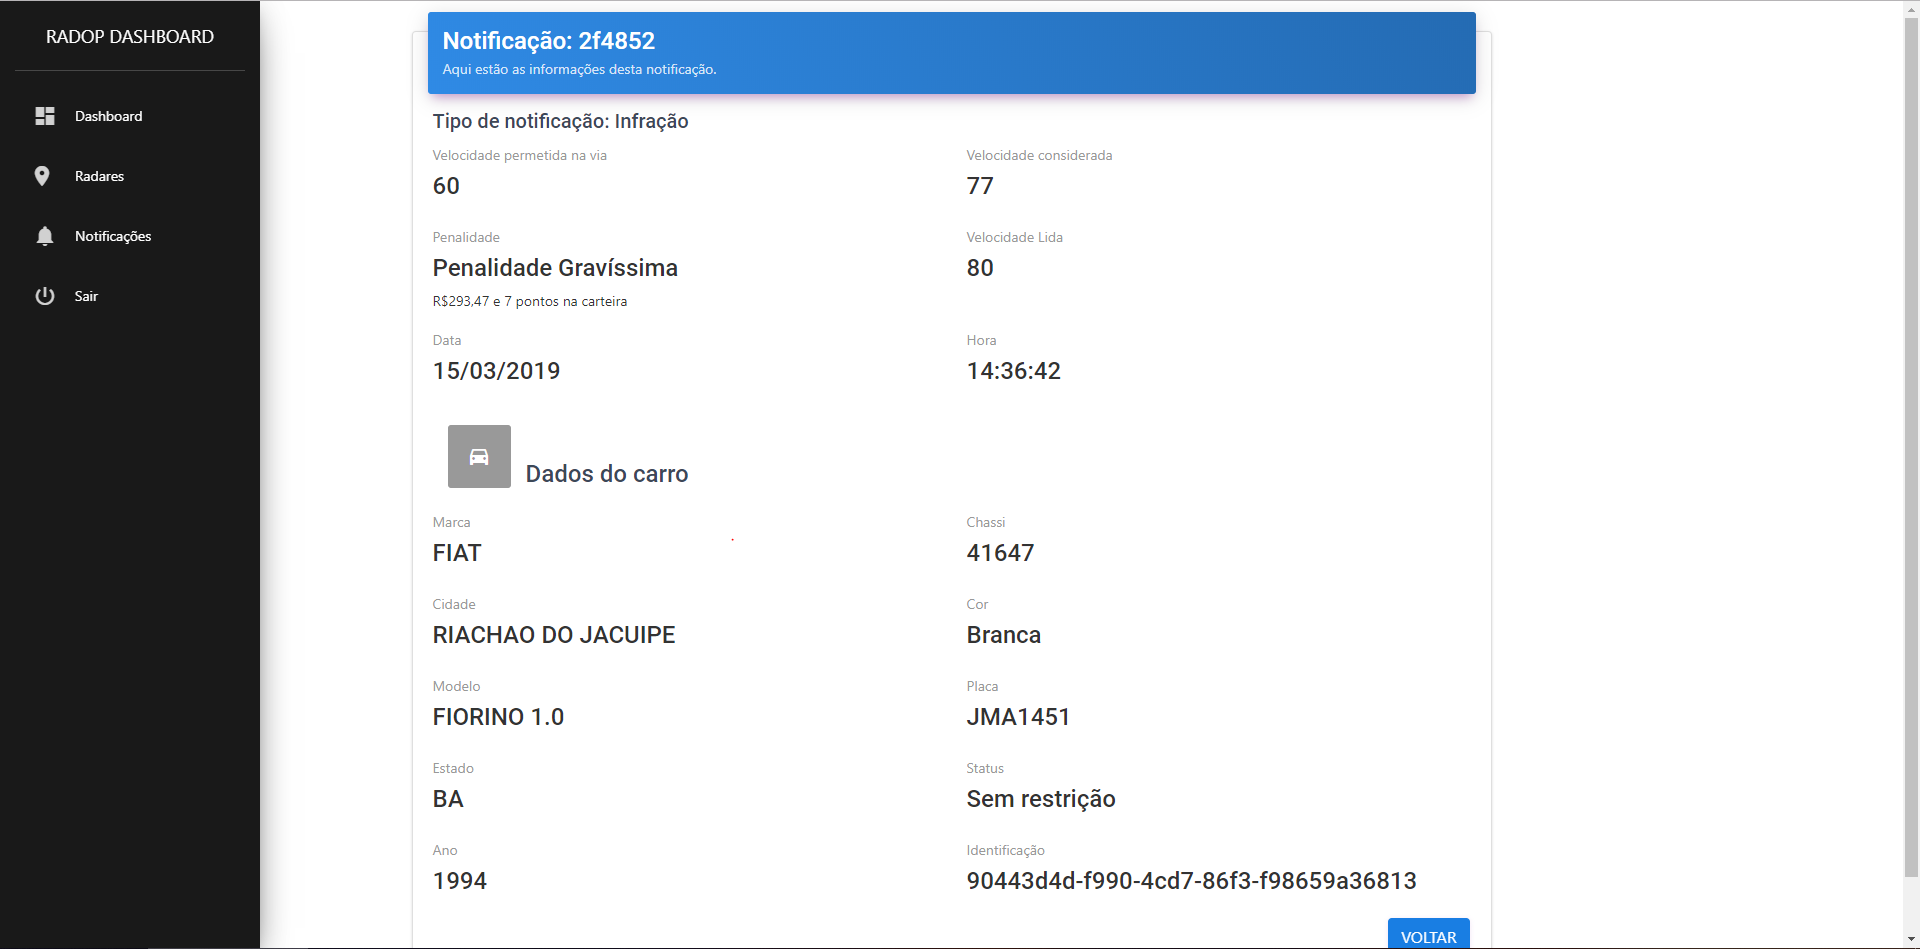 RADOP DASHBOARD
Dashboard
Radares
Notificações
Sair
Notificação: 2f4852
Aqui estão as informações desta notificação.
Tipo de notificação: Infração
Velocidade permetida na via
60
Velocidade considerada
77
Penalidade
Penalidade Gravíssima
R$293,47 e 7 pontos na carteira
Velocidade Lida
80
Data
15/03/2019
Hora
14:36:42
Dados do carro
Marca
FIAT
Chassi
41647
Cidade
RIACHAO DO JACUIPE
Cor
Branca
Modelo
FIORINO 1.0
Placa
JMA1451
Estado
BA
Status
Sem restrição
Ano
1994
Identificação
90443d4d-f990-4cd7-86f3-f98659a36813
VOLTAR